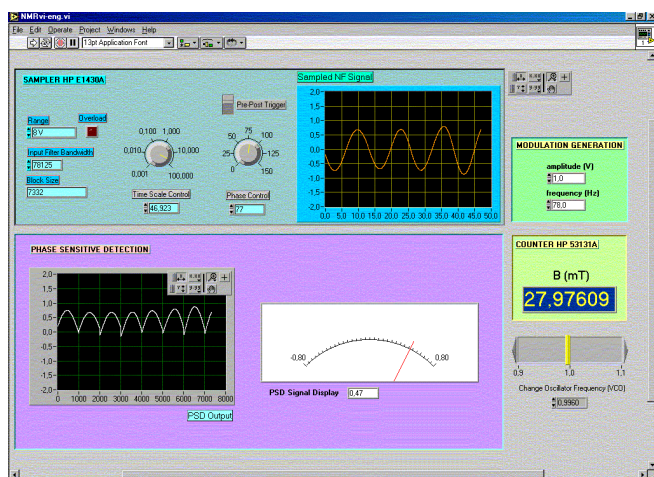 NMRvi-eng.vi
File Edit Operate Project Windows Help
13pt Application Font
SAMPLER HP E1430A
Range
8 V
Overload
Input Filter Bandwidth
78125
Block Size
7332
0,100 1,000
0,010 10,000
0,001 100,000
Time Scale Control
46,923
Pre-Post Trigger
50 75 100
25 125
0 150
Phase Control
77
Sampled NF Signal
2,0
1,5
1,0
0,5
0,0
-0,5
-1,0
-1,5
-2,0
0,0 5,0 10,0 15,0 20,0 25,0 30,0 35,0 40,0 45,0 50,0
MODULATION GENERATION
amplitude (V)
1,0
frequency (Hz)
78,0
COUNTER HP 53131A
B (mT)
27,97609
0.9 1.0 1,1
Change Oscillator Frequency (VCO)
0,9960
PHASE SENSITIVE DETECTION
2,0
1,5
1,0
0,5
0,0
-0,5
-1,0
-1,5
-2,0
0 1000 2000 3000 4000 5000 6000 7000 8000
PSD Output
-0,80 0,80
PSD Signal Display 0,47